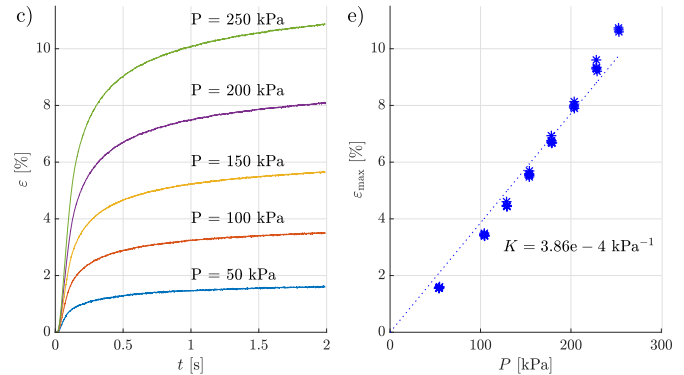 c)
P = 250 kPa
P = 200 kPa
P = 150 kPa
P = 100 kPa
P = 50 kPa
ε [%]
10
8
6
4
2
0
0 0.5 1 1.5 2
t [s]
e)
K = 3.86e − 4 kPa⁻¹
ε_max [%]
10
8
6
4
2
0
0 100 200 300
P [kPa]